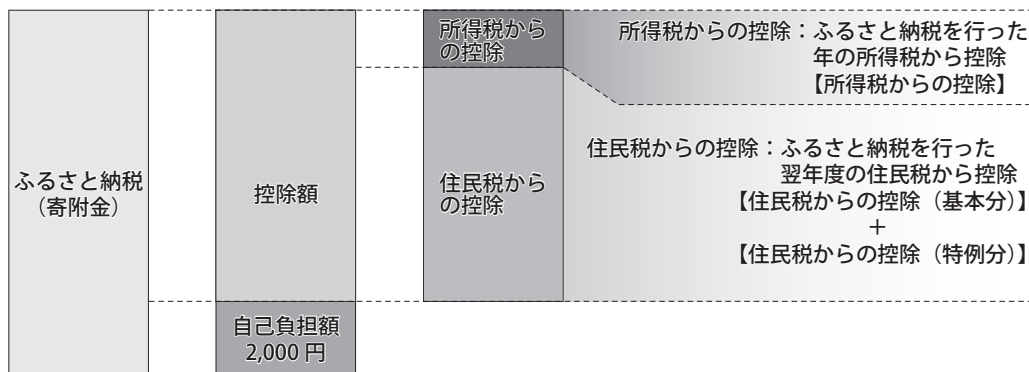 ふるさと納税
（寄附金）
控除額
自己負担額
2,000 円
所得税から
の控除
住民税から
の控除
所得税からの控除：ふるさと納税を行った
年の所得税から控除
【所得税からの控除】
住民税からの控除：ふるさと納税を行った
翌年度の住民税から控除
【住民税からの控除（基本分）】
＋
【住民税からの控除（特例分）】